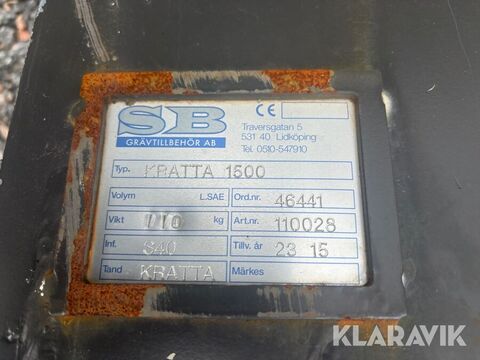 SB
GRÄVTILLBEHÖR AB
CE
Traversgatan 5
531 40 Lidköping
Tel. 0510-547910
Typ. KRATTA 1500
Volym L.SAE Ord.nr. 46441
Vikt 110 kg Art.nr. 110028
Inf. S40 Tillv. år 23 15
Tand KRATTA Märkes
KLARAVIK